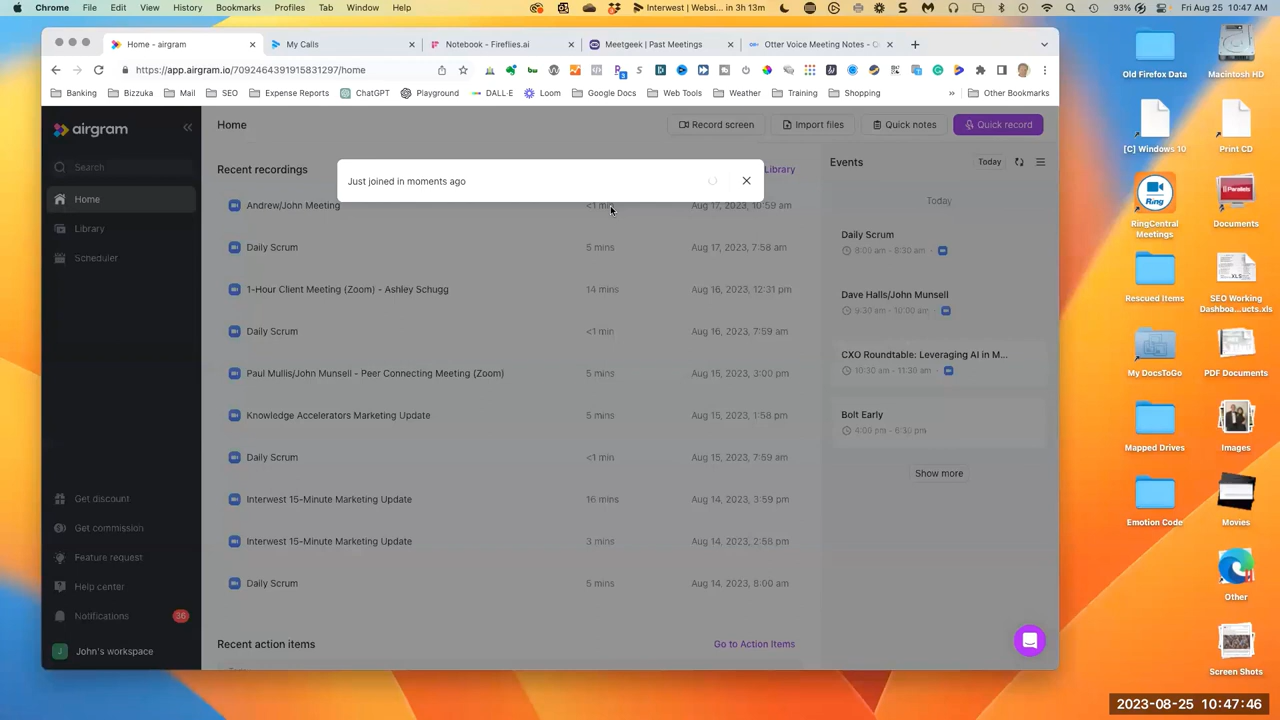 Chrome File Edit View History Bookmarks Profiles Tab Window Help
Interwest | Websi... in 3h 13m
93%
Fri Aug 25 10:47 AM
Home - airgram
My Calls
Notebook - Fireflies.ai
Meetgeek | Past Meetings
Otter Voice Meeting Notes - C
https://app.airgram.io/7092464391915831297/home
Banking Bizzuka Mail SEO Expense Reports ChatGPT Playground DALL·E Loom Google Docs Web Tools Weather Training Shopping » Other Bookmarks
airgram
Search
Home
Library
Scheduler
Get discount
Get commission
Feature request
Help center
Notifications 36
J John's workspace
Home
Record screen
Import files
Quick notes
Quick record
Recent recordings
Library
Just joined in moments ago
Andrew/John Meeting <1 min Aug 17, 2023, 10:59 am
Daily Scrum 5 mins Aug 17, 2023, 7:58 am
1-Hour Client Meeting (Zoom) - Ashley Schugg 14 mins Aug 16, 2023, 12:31 pm
Daily Scrum <1 min Aug 16, 2023, 7:59 am
Paul Mullis/John Munsell - Peer Connecting Meeting (Zoom) 5 mins Aug 15, 2023, 3:00 pm
Knowledge Accelerators Marketing Update 5 mins Aug 15, 2023, 1:58 pm
Daily Scrum <1 min Aug 15, 2023, 7:59 am
Interwest 15-Minute Marketing Update 16 mins Aug 14, 2023, 3:59 pm
Interwest 15-Minute Marketing Update 3 mins Aug 14, 2023, 2:58 pm
Daily Scrum 5 mins Aug 14, 2023, 8:00 am
Recent action items
Go to Action Items
Events
Today
Today
Daily Scrum
8:00 am - 8:30 am
Dave Halls/John Munsell
9:30 am - 10:00 am
CXO Roundtable: Leveraging AI in M...
10:30 am - 11:30 am
Bolt Early
4:00 pm - 6:30 pm
Show more
Old Firefox Data
Macintosh HD
[C] Windows 10
Print CD
Ring
RingCentral
Meetings
Parallels
Documents
Rescued Items
XLS
SEO Working
Dashboa...ucts.xls
My DocsToGo
PDF Documents
Mapped Drives
Images
Emotion Code
Movies
Other
Screen Shots
2023-08-25 10:47:46